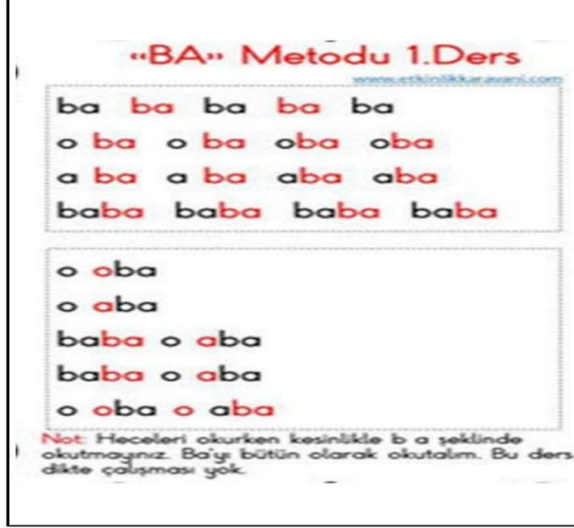 «BA» Metodu 1.Ders
www.etkinlikkaravani.com
ba ba ba ba ba
o ba o ba oba oba
a ba a ba aba aba
baba baba baba baba
o oba
o aba
baba o aba
baba o aba
o oba o aba
Not: Heceleri okurken kesinlikle b a şeklinde
okutmayınız. Ba'yı bütün olarak okutalım. Bu ders
dikte çalışması yok.